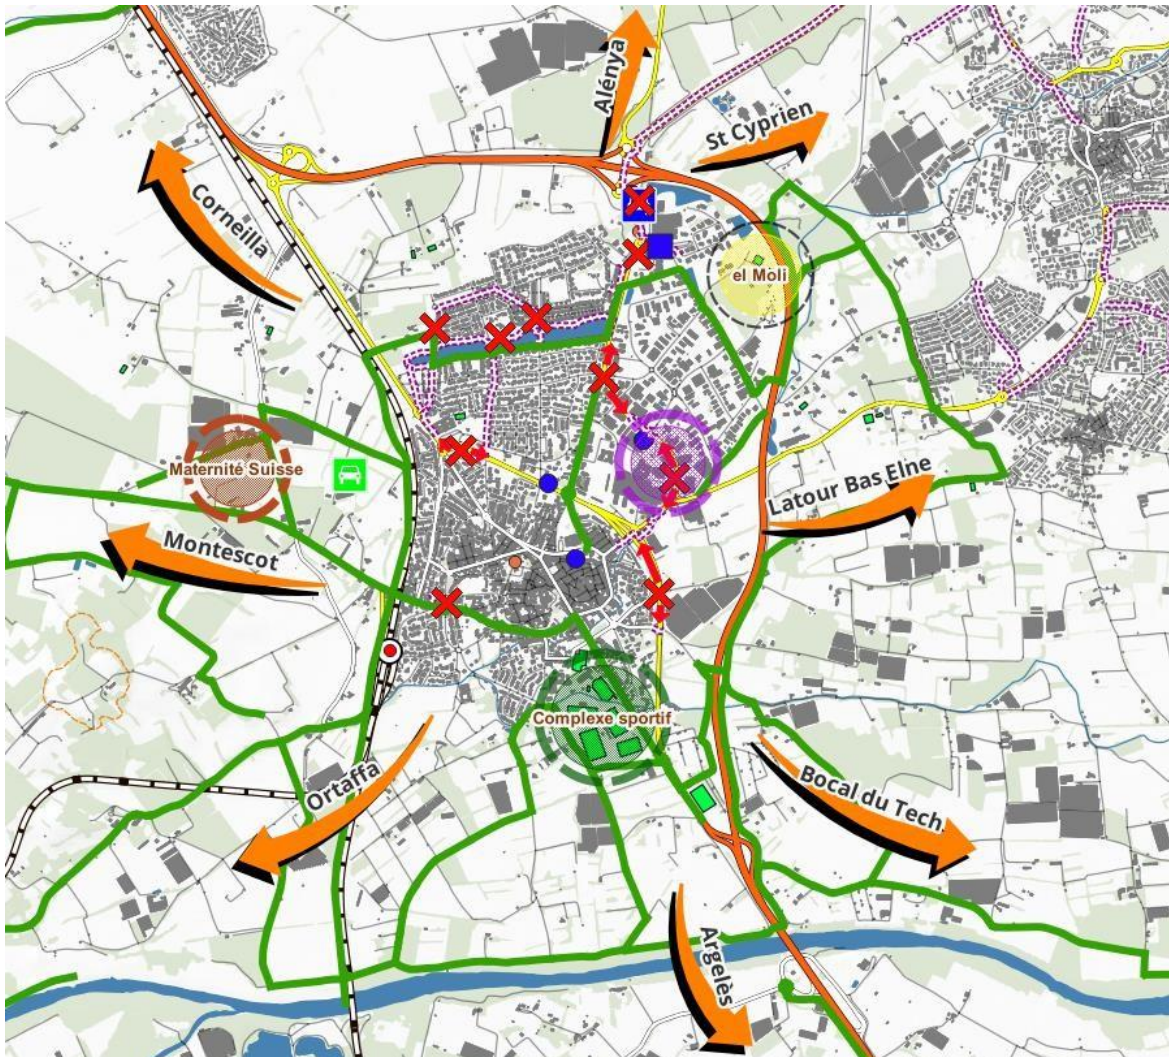 Alénya
St Cyprien
Corneilla
el Moli
Maternité Suisse
Latour Bas Elne
Montescot
Complexe sportif
Ortaffa
Bocal du Tech
Argelès